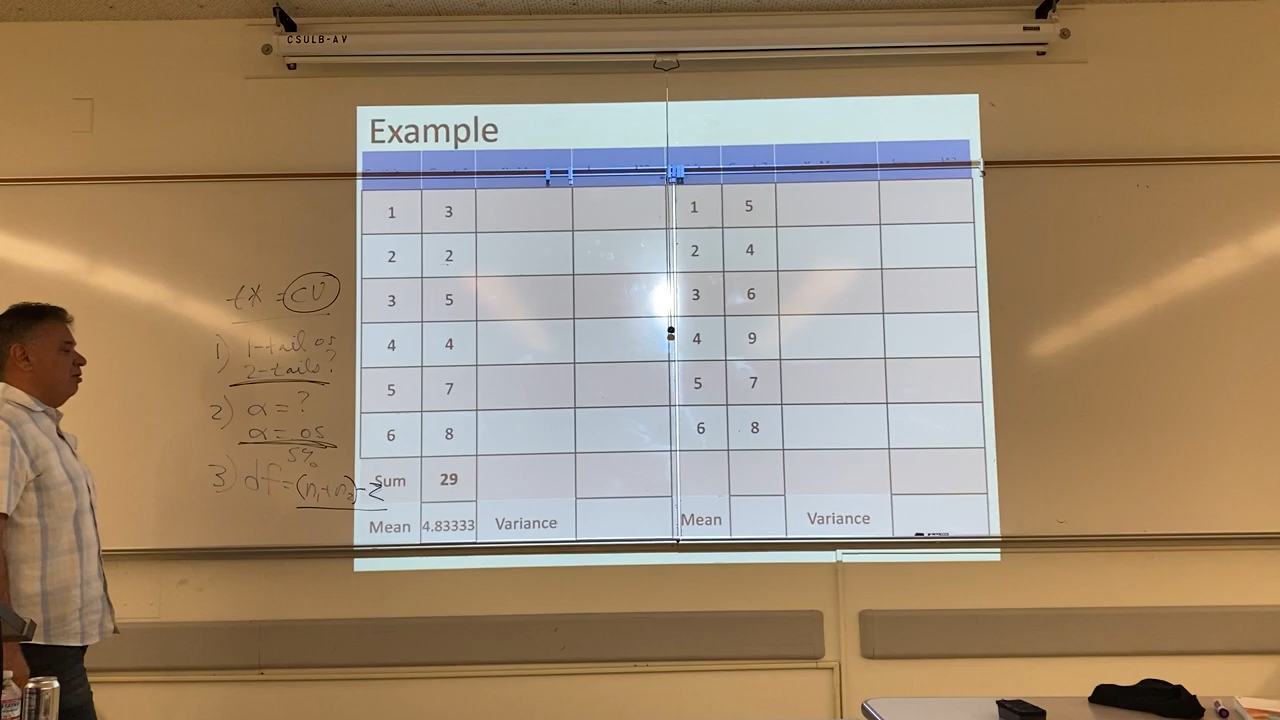 CSULB-AV
Example
1 3 1 5
2 2 2 4
3 5 3 6
4 4 4 9
5 7 5 7
6 8 6 8
Sum 29
Mean 4.83333 Variance Mean Variance
t* = CV
1) 1-tail or
2-tails?
2) α = ?
α = .05
5%
3) df = (n₁+n₂)-2